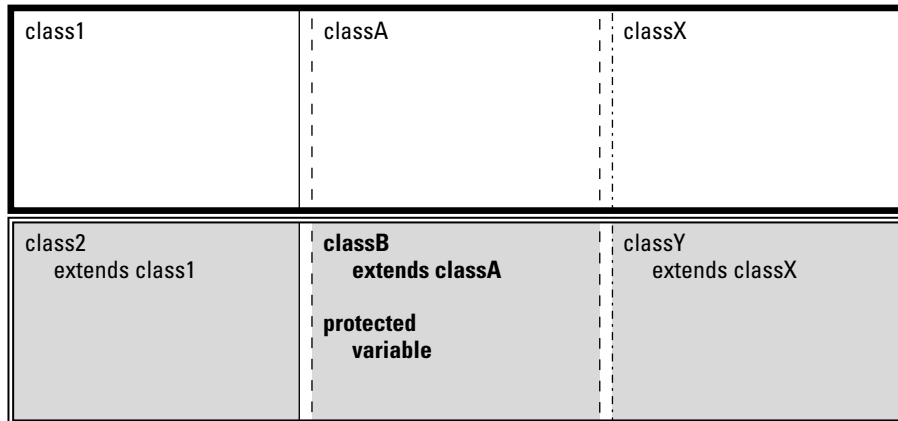 class1
classA
classX
class2
extends class1
classB
extends classA
protected
variable
classY
extends classX